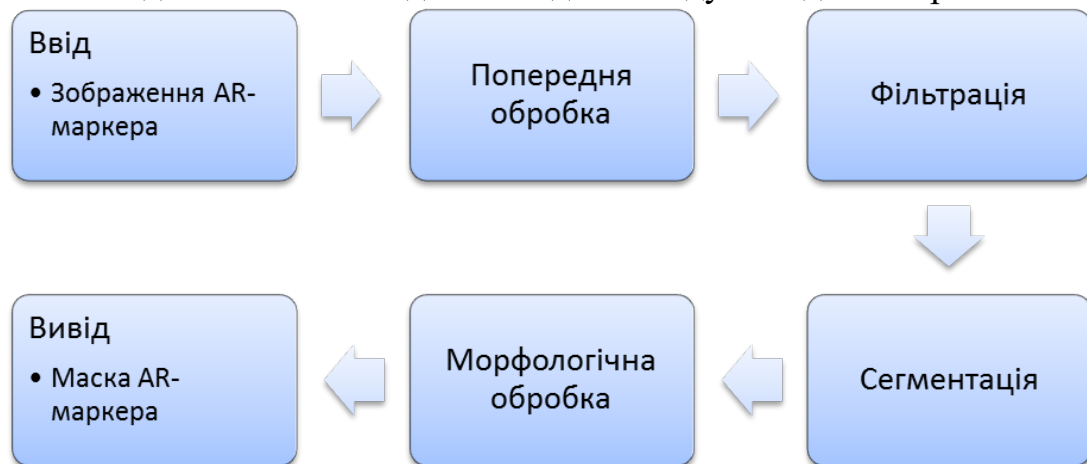 Ввід
• Зображення AR-
маркера
Попередня
обробка
Фільтрація
Сегментація
Морфологічна
обробка
Вивід
• Маска AR-
маркера